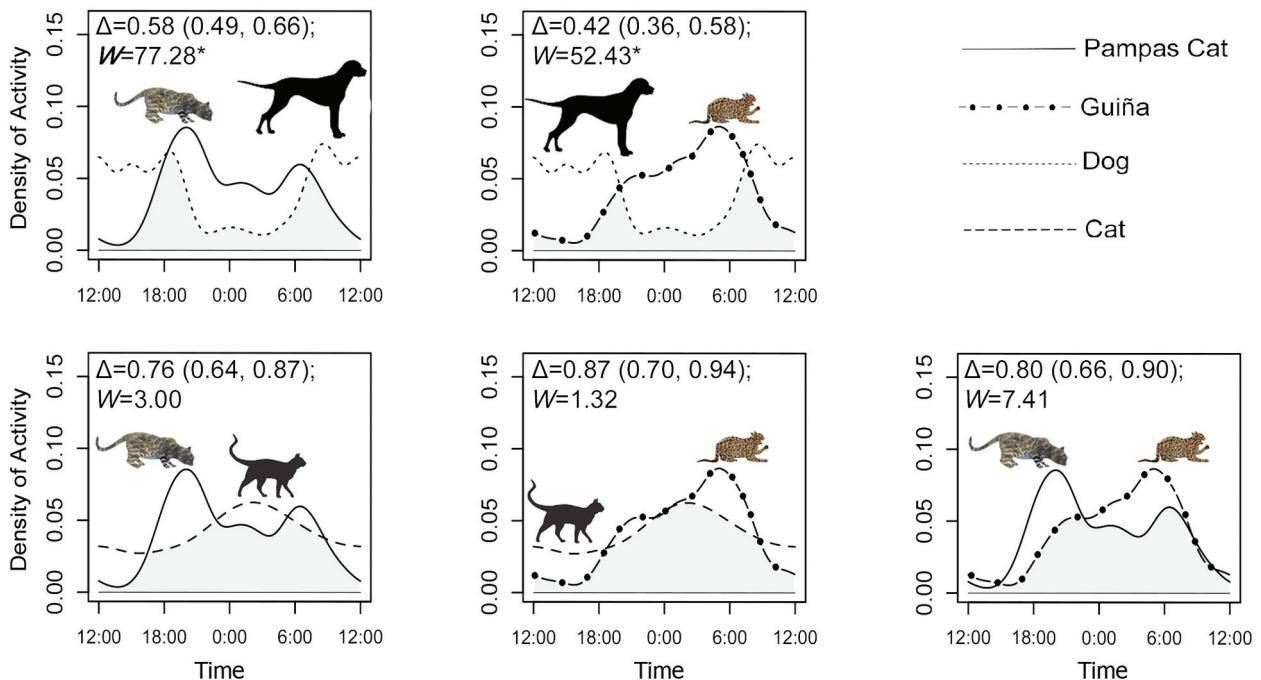 Δ=0.58 (0.49, 0.66);
W=77.28*
Density of Activity
0.15
0.10
0.05
0.00
12:00 18:00 0:00 6:00 12:00
Δ=0.42 (0.36, 0.58);
W=52.43*
0.15
0.10
0.05
0.00
12:00 18:00 0:00 6:00 12:00
Pampas Cat
Guiña
Dog
Cat
Δ=0.76 (0.64, 0.87);
W=3.00
Density of Activity
0.15
0.10
0.05
0.00
12:00 18:00 0:00 6:00 12:00
Time
Δ=0.87 (0.70, 0.94);
W=1.32
0.15
0.10
0.05
0.00
12:00 18:00 0:00 6:00 12:00
Time
Δ=0.80 (0.66, 0.90);
W=7.41
0.15
0.10
0.05
0.00
12:00 18:00 0:00 6:00 12:00
Time